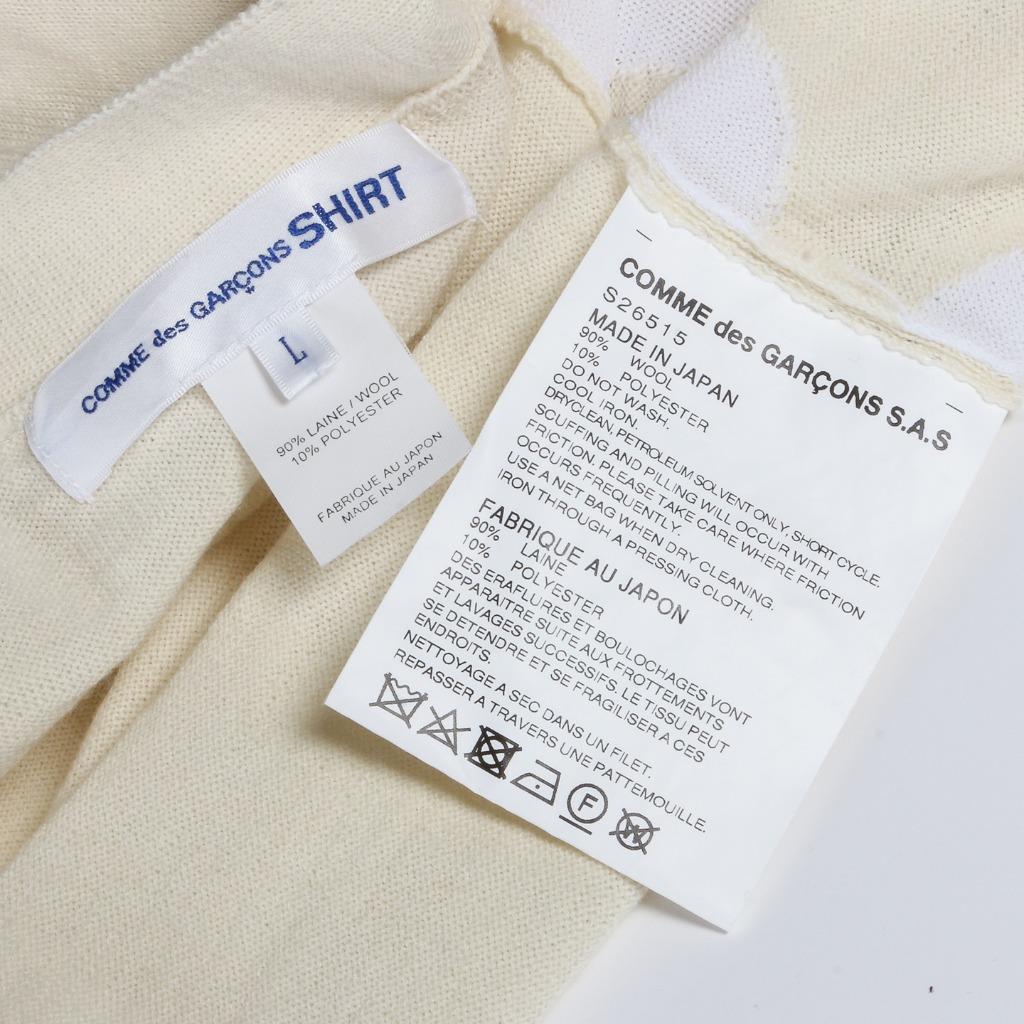 COMME des GARÇONS SHIRT
L
90% LAINE / WOOL
10% POLYESTER
FABRIQUE AU JAPON
MADE IN JAPAN
COMME des GARÇONS S.A.S
S26515
MADE IN JAPAN
90% WOOL
10% POLYESTER
DO NOT WASH.
COOL IRON.
DRYCLEAN, PETROLEUM SOLVENT ONLY, SHORT CYCLE.
SCUFFING AND PILLING WILL OCCUR WITH
FRICTION. PLEASE TAKE CARE WHERE FRICTION
OCCURS FREQUENTLY.
USE A NET BAG WHEN DRY CLEANING.
IRON THROUGH A PRESSING CLOTH.
FABRIQUE AU JAPON
90% LAINE
10% POLYESTER
DES ERAFLURES ET BOULOCHAGES VONT
APPARAITRE SUITE AUX FROTTEMENTS
ET LAVAGES SUCCESSIFS. LE TISSU PEUT
SE DETENDRE ET SE FRAGILISER A CES
ENDROITS.
NETTOYAGE A SEC DANS UN FILET.
REPASSER A TRAVERS UNE PATTEMOUILLE.
F
W